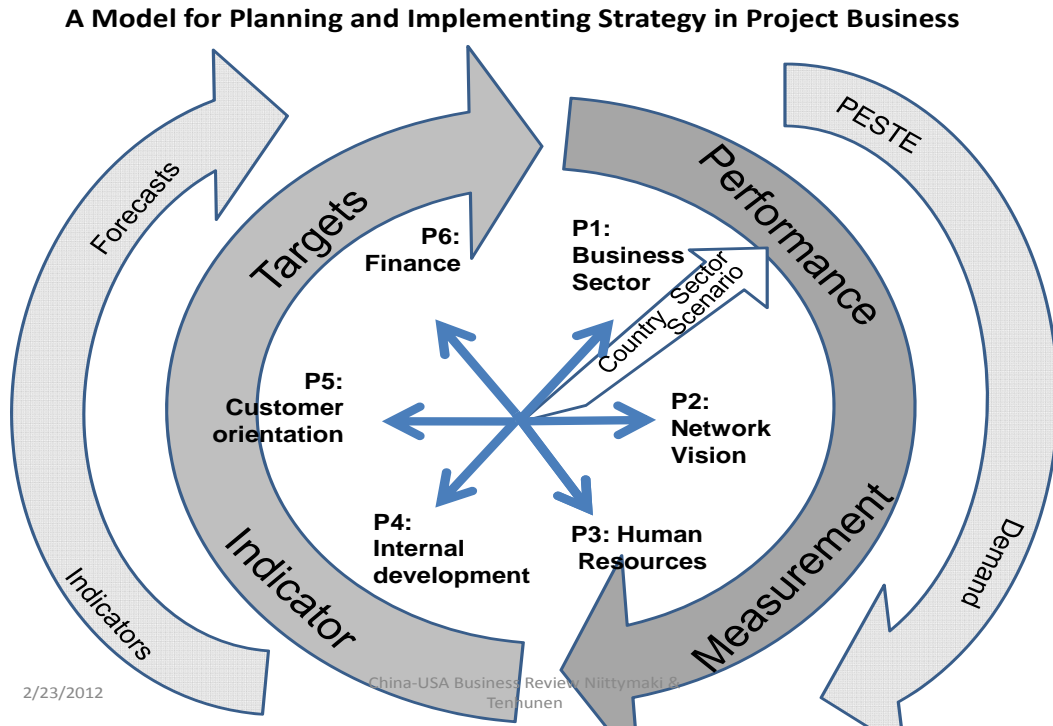 A Model for Planning and Implementing Strategy in Project Business
Forecasts
Indicators
Targets
Indicator
Performance
Measurement
PESTE
Demand
P6:
Finance
P1:
Business
Sector
Country Sector
Scenario
P5:
Customer
orientation
P2:
Network
Vision
P4:
Internal
development
P3: Human
Resources
2/23/2012
China-USA Business Review Niittymaki &
Tenhunen